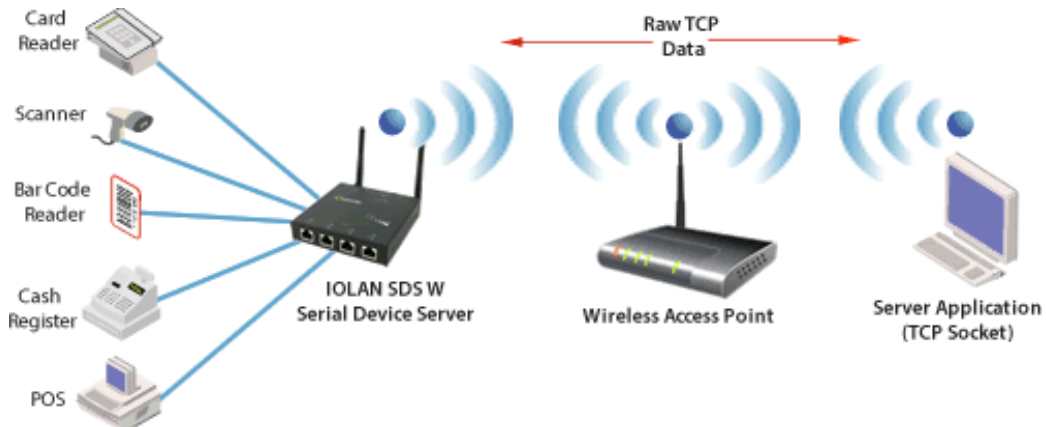 Card
Reader
Scanner
Bar Code
Reader
Cash
Register
POS
IOLAN SDS W
Serial Device Server
Raw TCP
Data
Wireless Access Point
Server Application
(TCP Socket)